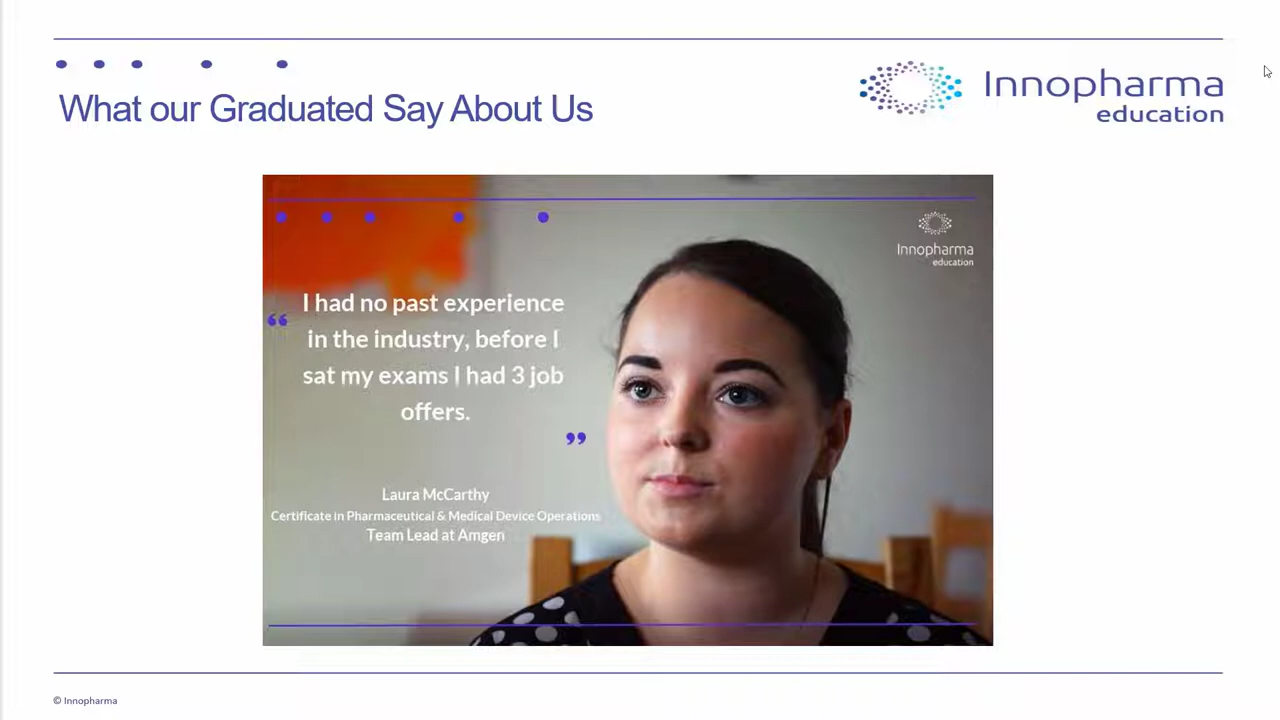 What our Graduated Say About Us
Innopharma
education
Innopharma
education
“ I had no past experience
in the industry, before I
sat my exams I had 3 job
offers.
”
Laura McCarthy
Certificate in Pharmaceutical & Medical Device Operations
Team Lead at Amgen
© Innopharma